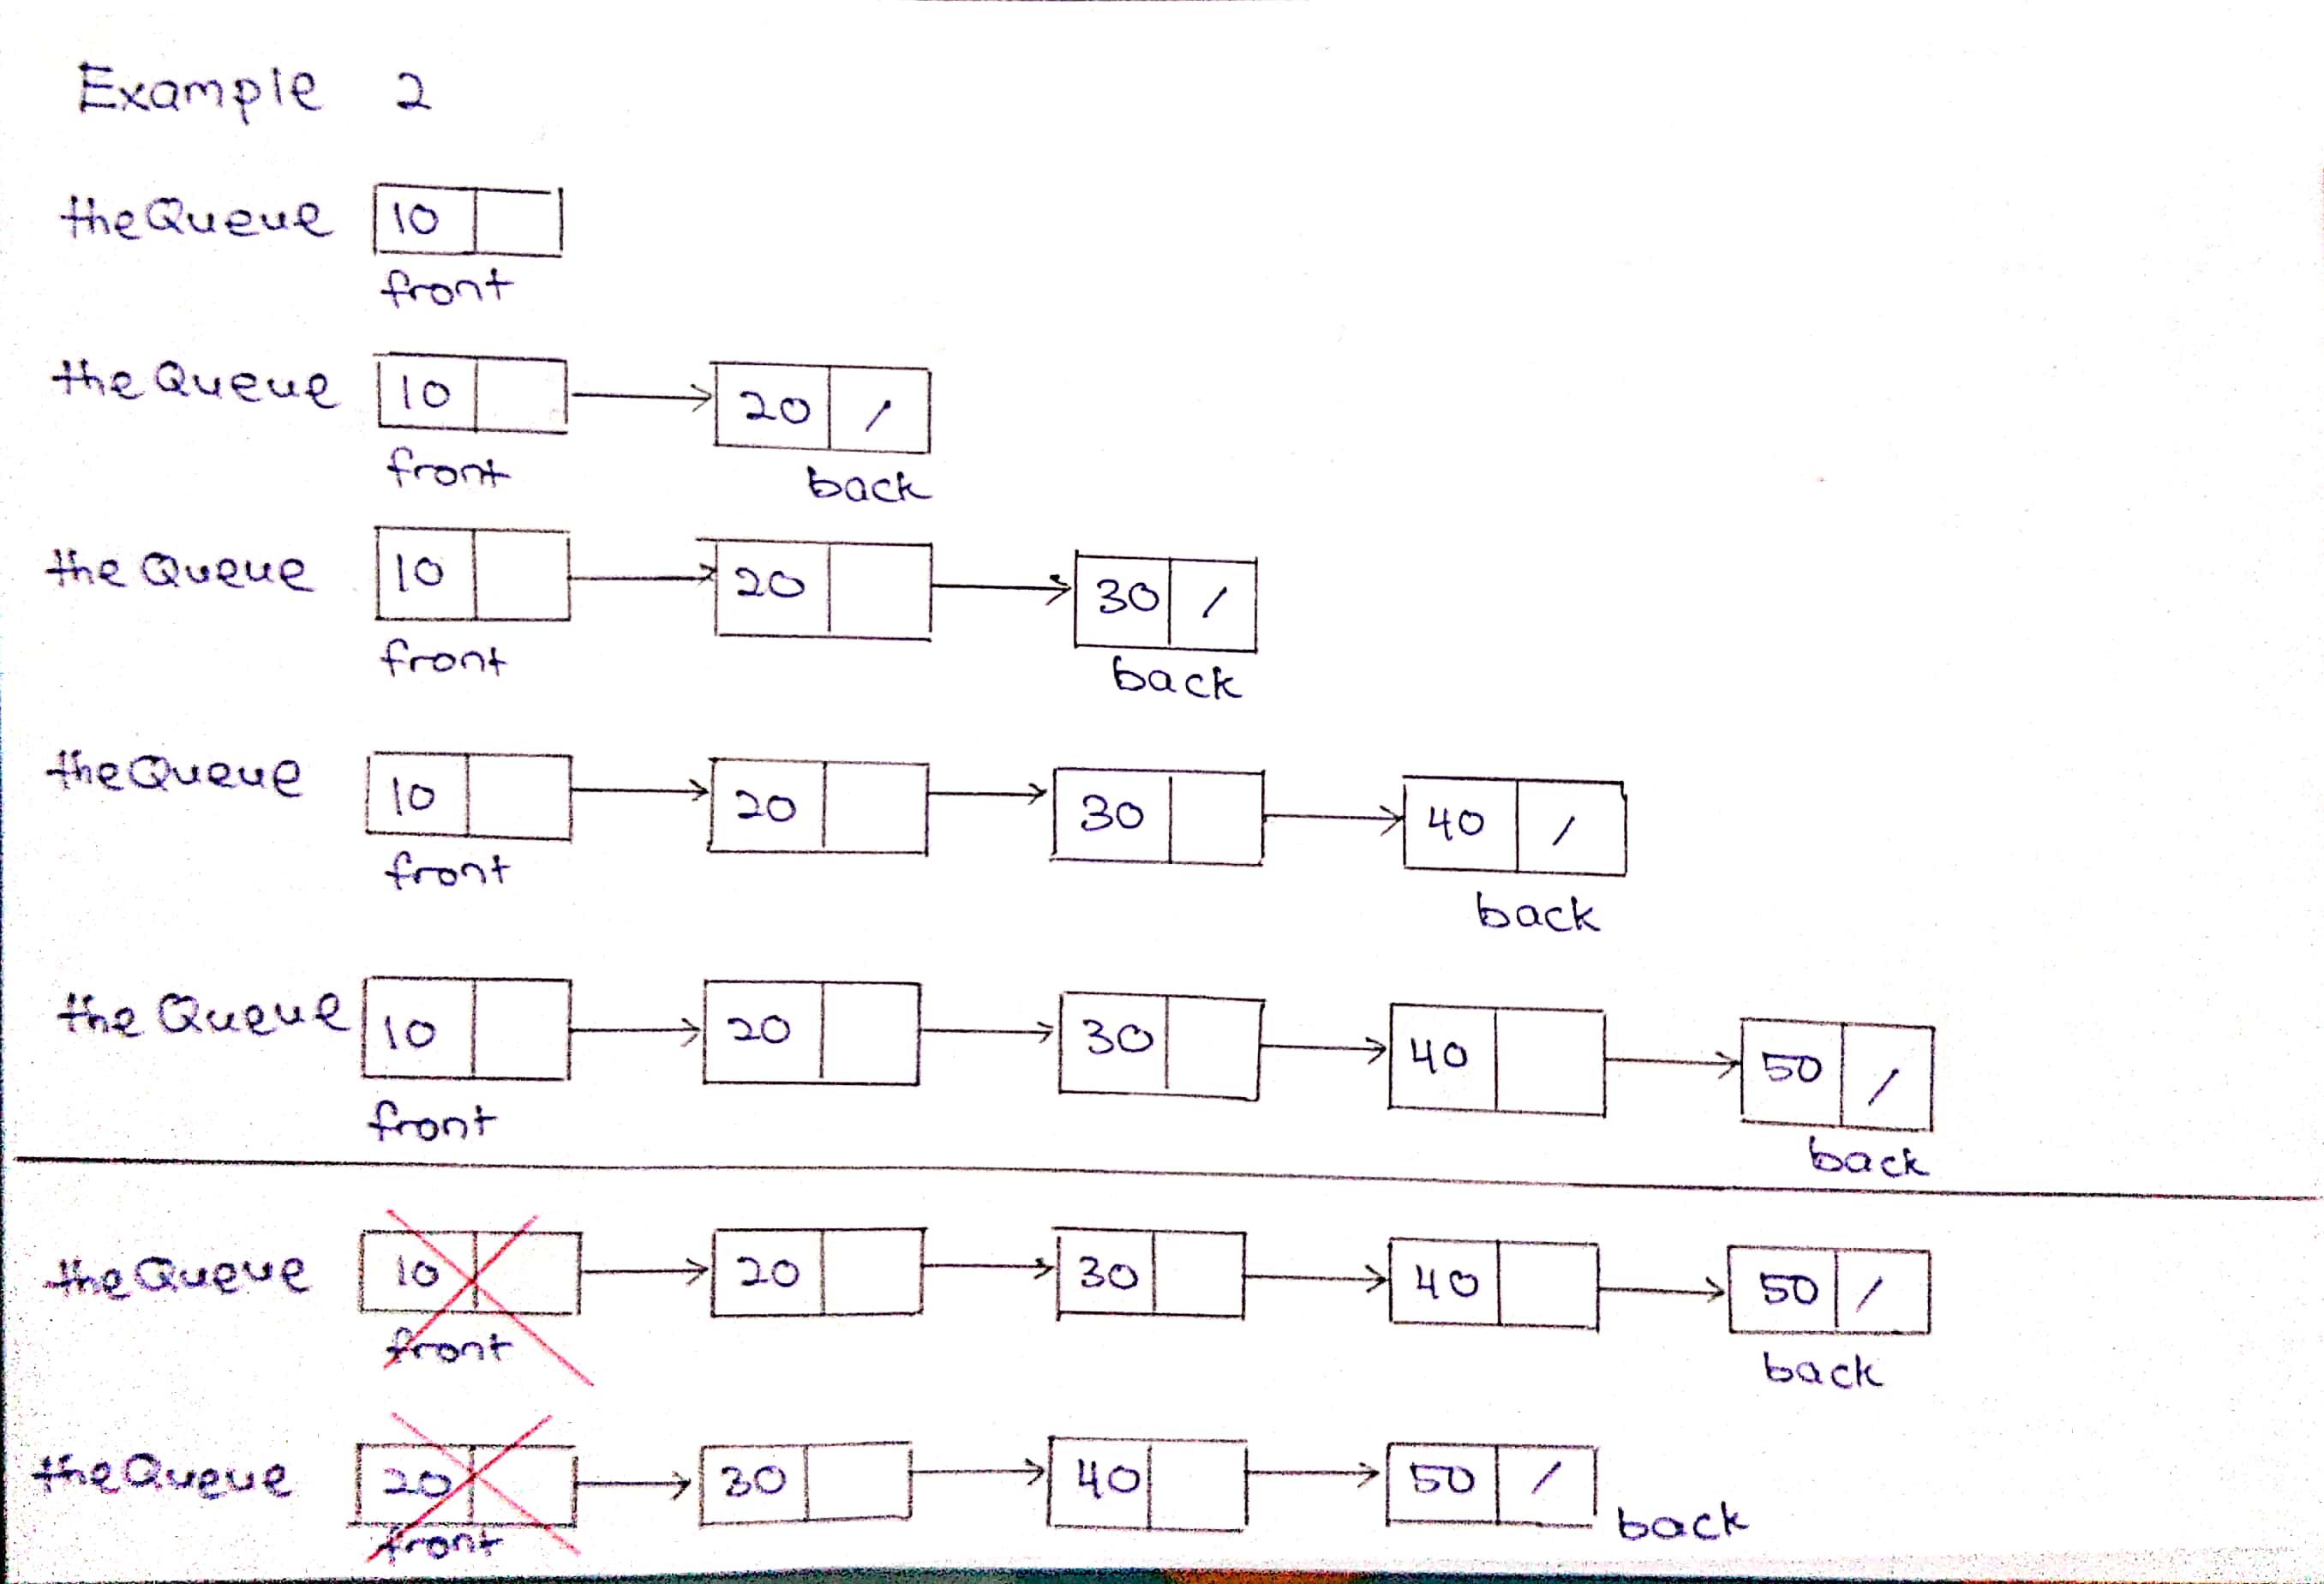 Example 2
theQueue 10
front
the Queue 10 20 /
front back
the Queue 10 20 30 /
front back
theQueue 10 20 30 40 /
front back
the Queue 10 20 30 40 50 /
front back
theQueue 10 20 30 40 50 /
front back
theQueue 20 30 40 50 /
front back